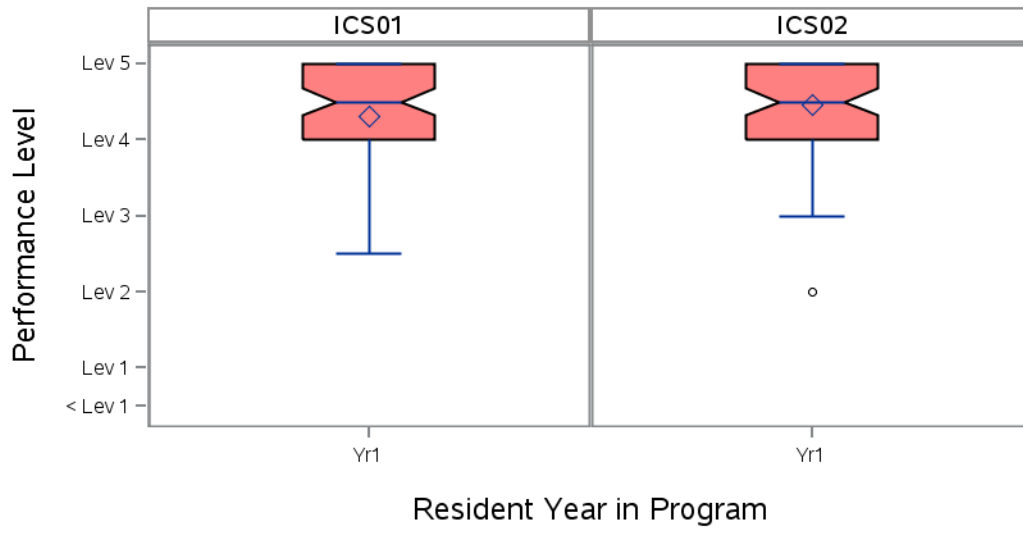 ICS01
ICS02
Performance Level
Lev 5
Lev 4
Lev 3
Lev 2
Lev 1
< Lev 1
Yr1
Yr1
Resident Year in Program